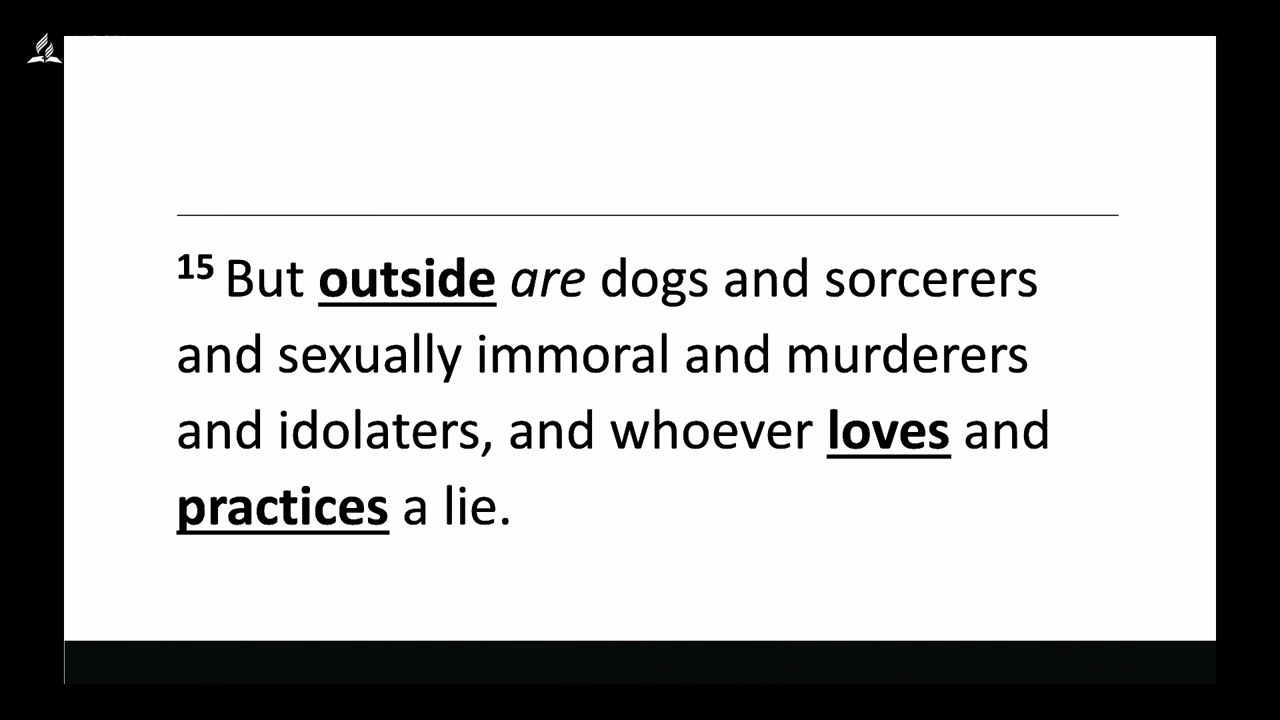 15 But outside are dogs and sorcerers
and sexually immoral and murderers
and idolaters, and whoever loves and
practices a lie.